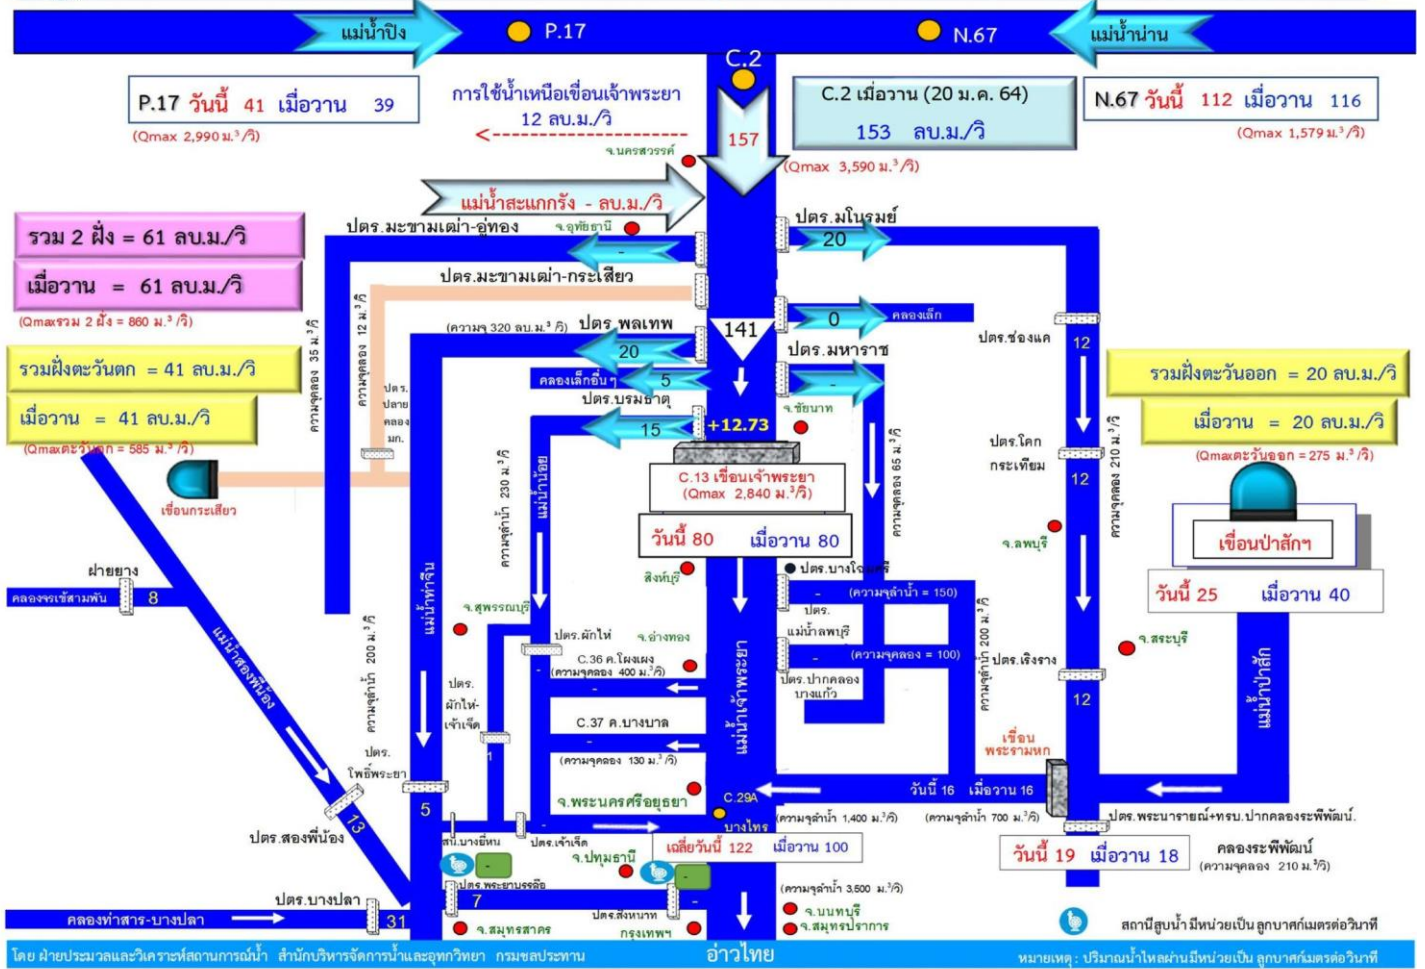 แม่น้ำปิง
P.17
N.67
แม่น้ำน่าน
C.2
P.17 วันนี้ 41 เมื่อวาน 39
(Qmax 2,990 ม.³/วิ)
การใช้น้ำเหนือเขื่อนเจ้าพระยา
12 ลบ.ม./วิ
157
C.2 เมื่อวาน (20 ม.ค. 64)
153 ลบ.ม./วิ
(Qmax 3,590 ม.³/วิ)
N.67 วันนี้ 112 เมื่อวาน 116
(Qmax 1,579 ม.³/วิ)
จ.นครสวรรค์
แม่น้ำสะแกกรัง - ลบ.ม./วิ
รวม 2 ฝั่ง = 61 ลบ.ม./วิ
เมื่อวาน = 61 ลบ.ม./วิ
(Qmaxรวม 2 ฝั่ง = 860 ม.³/วิ)
ปตร.มะขามเฒ่า-อู่ทอง
จ.อุทัยธานี
-
ปตร.มโนรมย์
20
ปตร.มะขามเฒ่า-กระเสียว
0
คลองเล็ก
(ความจุ 320 ลบ.ม.³/วิ)
ปตร.พลเทพ
20
141
ปตร.มหาราช
-
ปตร.ช่องแค
12
รวมฝั่งตะวันตก = 41 ลบ.ม./วิ
เมื่อวาน = 41 ลบ.ม./วิ
(Qmaxตะวันตก = 585 ม.³/วิ)
ความจุคลอง 35 ม.³/วิ
ความจุคลอง 12 ม.³/วิ
ปตร.
ปลาย
คลอง
มก.
คลองเล็กอื่นๆ
5
ปตร.บรมธาตุ
15
+12.73
จ.ชัยนาท
รวมฝั่งตะวันออก = 20 ลบ.ม./วิ
เมื่อวาน = 20 ลบ.ม./วิ
(Qmaxตะวันออก = 275 ม.³/วิ)
ปตร.โคก
กระเทียม
12
ความจุคลอง 210 ม.³/วิ
เขื่อนกระเสียว
ความจุลำน้ำ 230 ม.³/วิ
แม่น้ำน้อย
C.13 เขื่อนเจ้าพระยา
(Qmax 2,840 ม.³/วิ)
วันนี้ 80 เมื่อวาน 80
ความจุคลอง 65 ม.³/วิ
จ.ลพบุรี
เขื่อนป่าสักฯ
วันนี้ 25 เมื่อวาน 40
ฝายยาง
คลองจรเข้สามพัน
8
แม่น้ำสองพี่น้อง
แม่น้ำท่าจีน
ความจุลำน้ำ 200 ม.³/วิ
จ.สุพรรณบุรี
สิงห์บุรี
ปตร.บางโฉมศรี
-
(ความจุลำน้ำ = 150)
ปตร.
แม่น้ำลพบุรี
-
(ความจุคลอง = 100)
ปตร.ปากคลอง
บางแก้ว
ความจุลำน้ำ 200 ม.³/วิ
ปตร.เริงราง
12
จ.สระบุรี
แม่น้ำป่าสัก
ปตร.ผักไห่
-
จ.อ่างทอง
C.36 ค.โผงเผง
(ความจุคลอง 400 ม.³/วิ)
-
แม่น้ำเจ้าพระยา
ปตร.
ผักไห่-
เจ้าเจ็ด
1
C.37 ค.บางบาล
-
(ความจุคลอง 130 ม.³/วิ)
เขื่อน
พระรามหก
ปตร.
โพธิ์พระยา
5
13
ปตร.สองพี่น้อง
จ.พระนครศรีอยุธยา
C.29A
บางไทร
วันนี้ 16 เมื่อวาน 16
(ความจุลำน้ำ 1,400 ม.³/วิ)
(ความจุลำน้ำ 700 ม.³/วิ)
ปตร.พระนารายณ์+ทรบ.ปากคลองระพีพัฒน์.
-
สน.บางยี่หน
ปตร.เจ้าเจ็ด
เฉลี่ยวันนี้ 122 เมื่อวาน 100
วันนี้ 19 เมื่อวาน 18
คลองระพีพัฒน์
(ความจุคลอง 210 ม.³/วิ)
-
จ.ปทุมธานี
-
ปตร.พระยาบรรลือ
7
-
(ความจุลำน้ำ 3,500 ม.³/วิ)
ปตร.บางปลา
คลองท่าสาร-บางปลา
31
จ.สมุทรสาคร
ปตร.สิงหนาท
กรุงเทพฯ
จ.นนทบุรี
จ.สมุทรปราการ
สถานีสูบน้ำ มีหน่วยเป็น ลูกบาศก์เมตรต่อวินาที
โดย ฝ่ายประมวลและวิเคราะห์สถานการณ์น้ำ สำนักบริหารจัดการน้ำและอุทกวิทยา กรมชลประทาน
อ่าวไทย
หมายเหตุ : ปริมาณน้ำไหลผ่านมีหน่วยเป็น ลูกบาศก์เมตรต่อวินาที